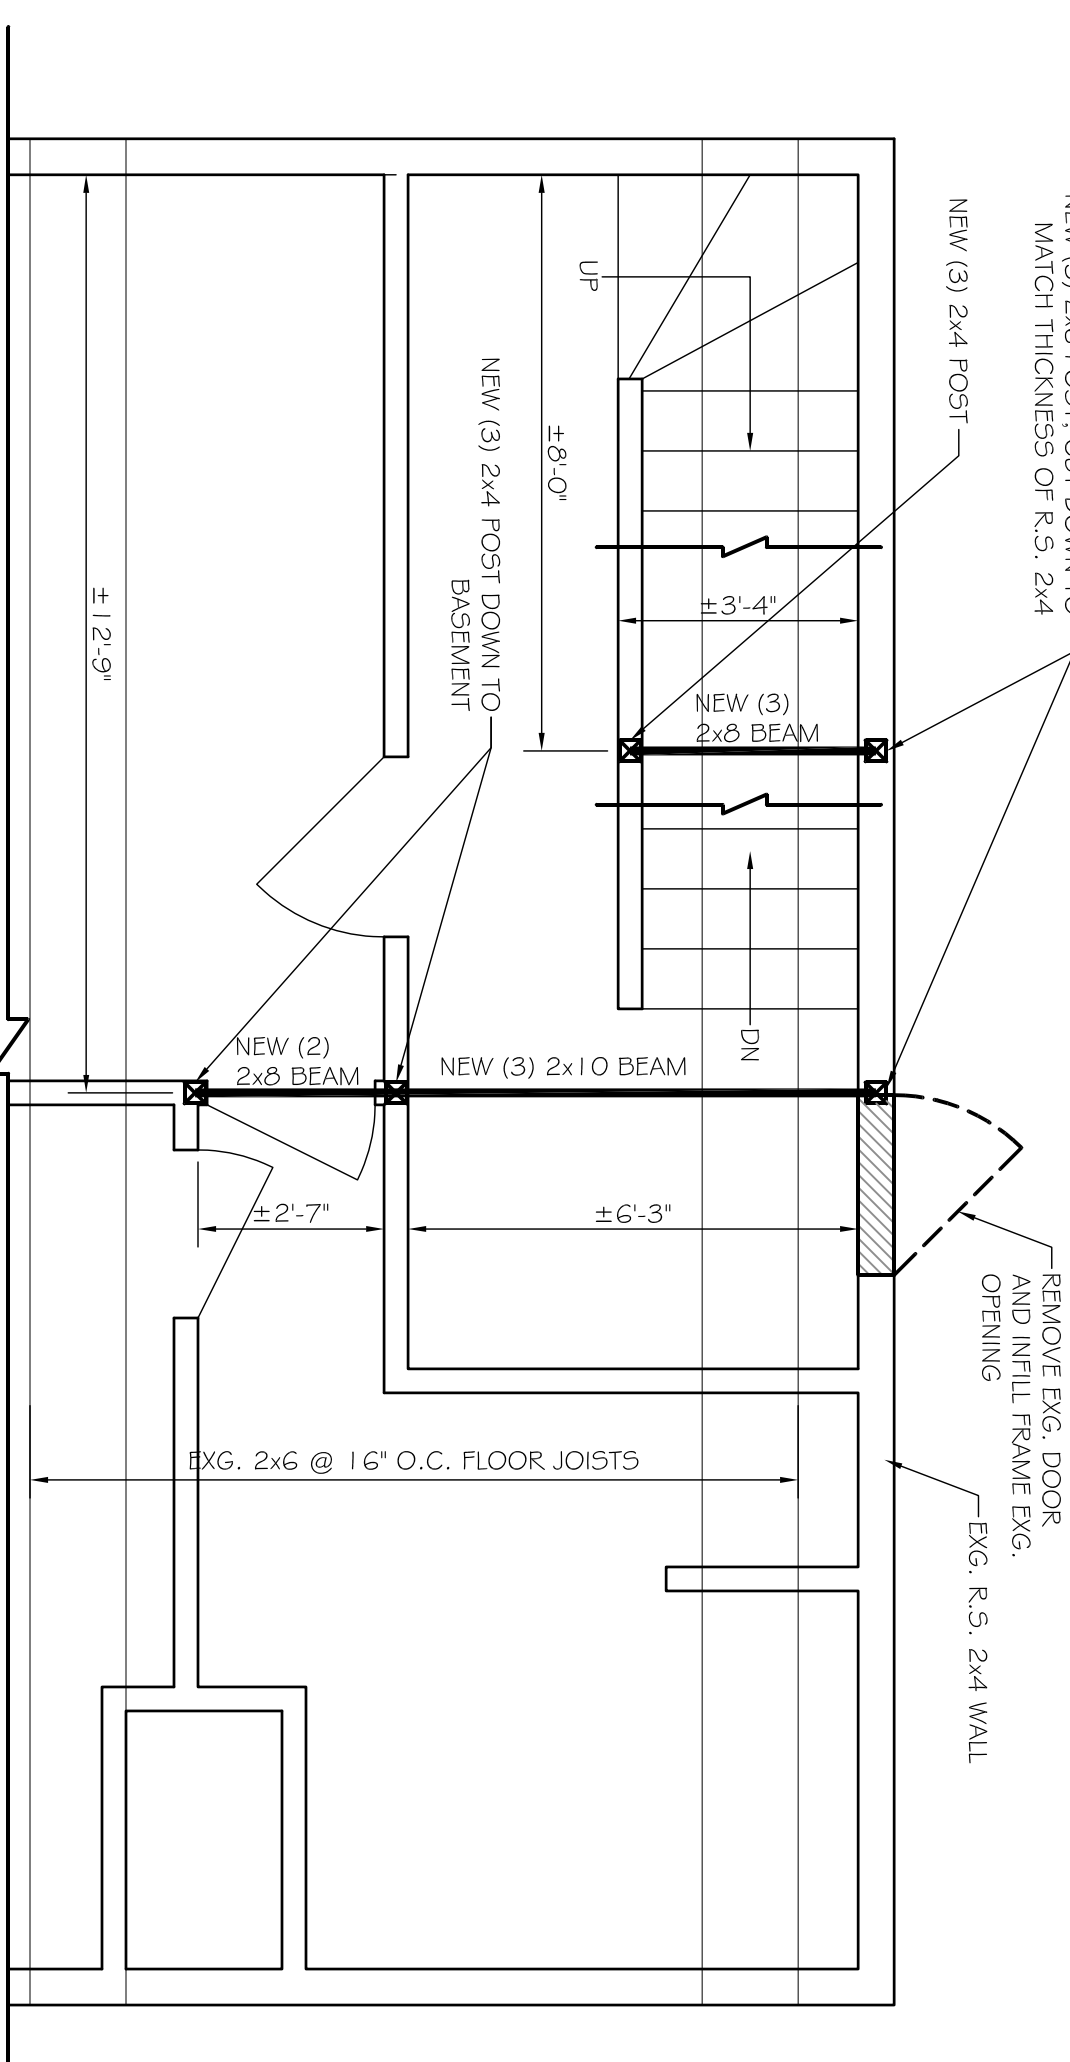 MATCH THICKNESS OF R.S. 2x4
NEW (3) 2x4 POST
UP
±8'-0"
NEW (3) 2x4 POST DOWN TO
BASEMENT
±12'-9"
±3'-4"
NEW (3)
2x8 BEAM
DN
NEW (2)
2x8 BEAM
NEW (3) 2x10 BEAM
±2'-7"
±6'-3"
REMOVE EXG. DOOR
AND INFILL FRAME EXG.
OPENING
EXG. 2x6 @ 16" O.C. FLOOR JOISTS
EXG. R.S. 2x4 WALL